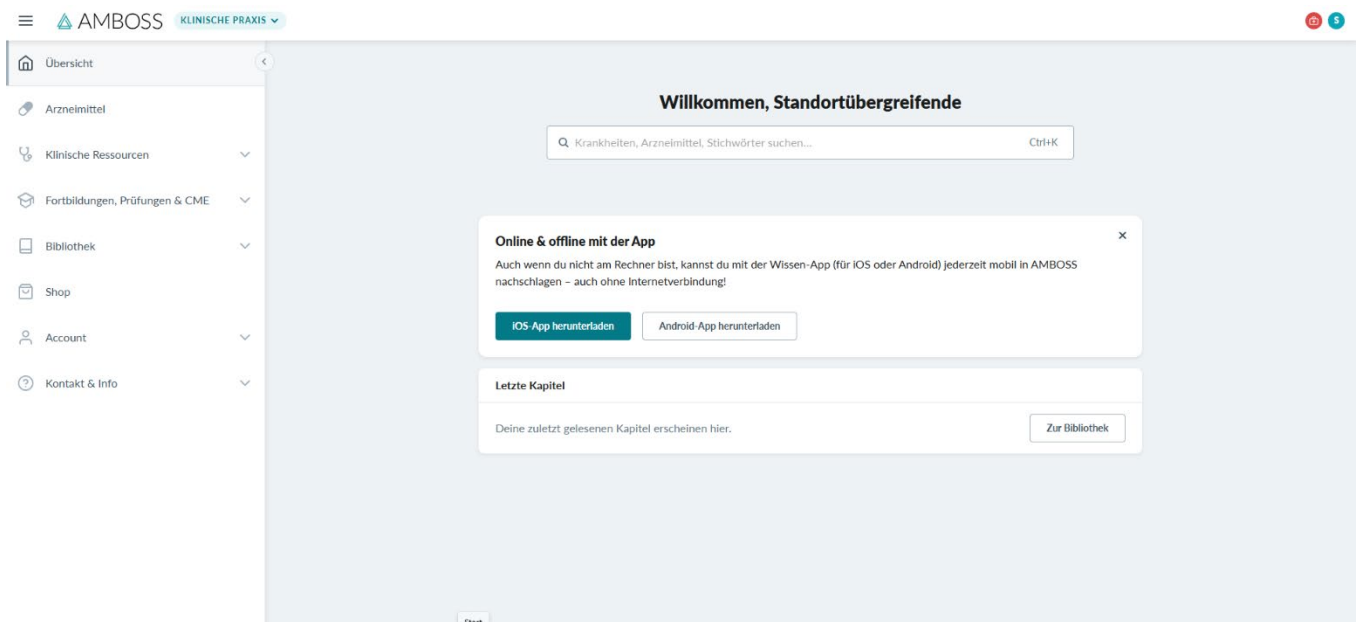 AMBOSS KLINISCHE PRAXIS S
Übersicht
Arzneimittel
Klinische Ressourcen
Fortbildungen, Prüfungen & CME
Bibliothek
Shop
Account
Kontakt & Info
Willkommen, Standortübergreifende
Krankheiten, Arzneimittel, Stichwörter suchen... Ctrl+K
Online & offline mit der App
Auch wenn du nicht am Rechner bist, kannst du mit der Wissen-App (für iOS oder Android) jederzeit mobil in AMBOSS
nachschlagen – auch ohne Internetverbindung!
iOS-App herunterladen Android-App herunterladen
Letzte Kapitel
Deine zuletzt gelesenen Kapitel erscheinen hier. Zur Bibliothek
Start